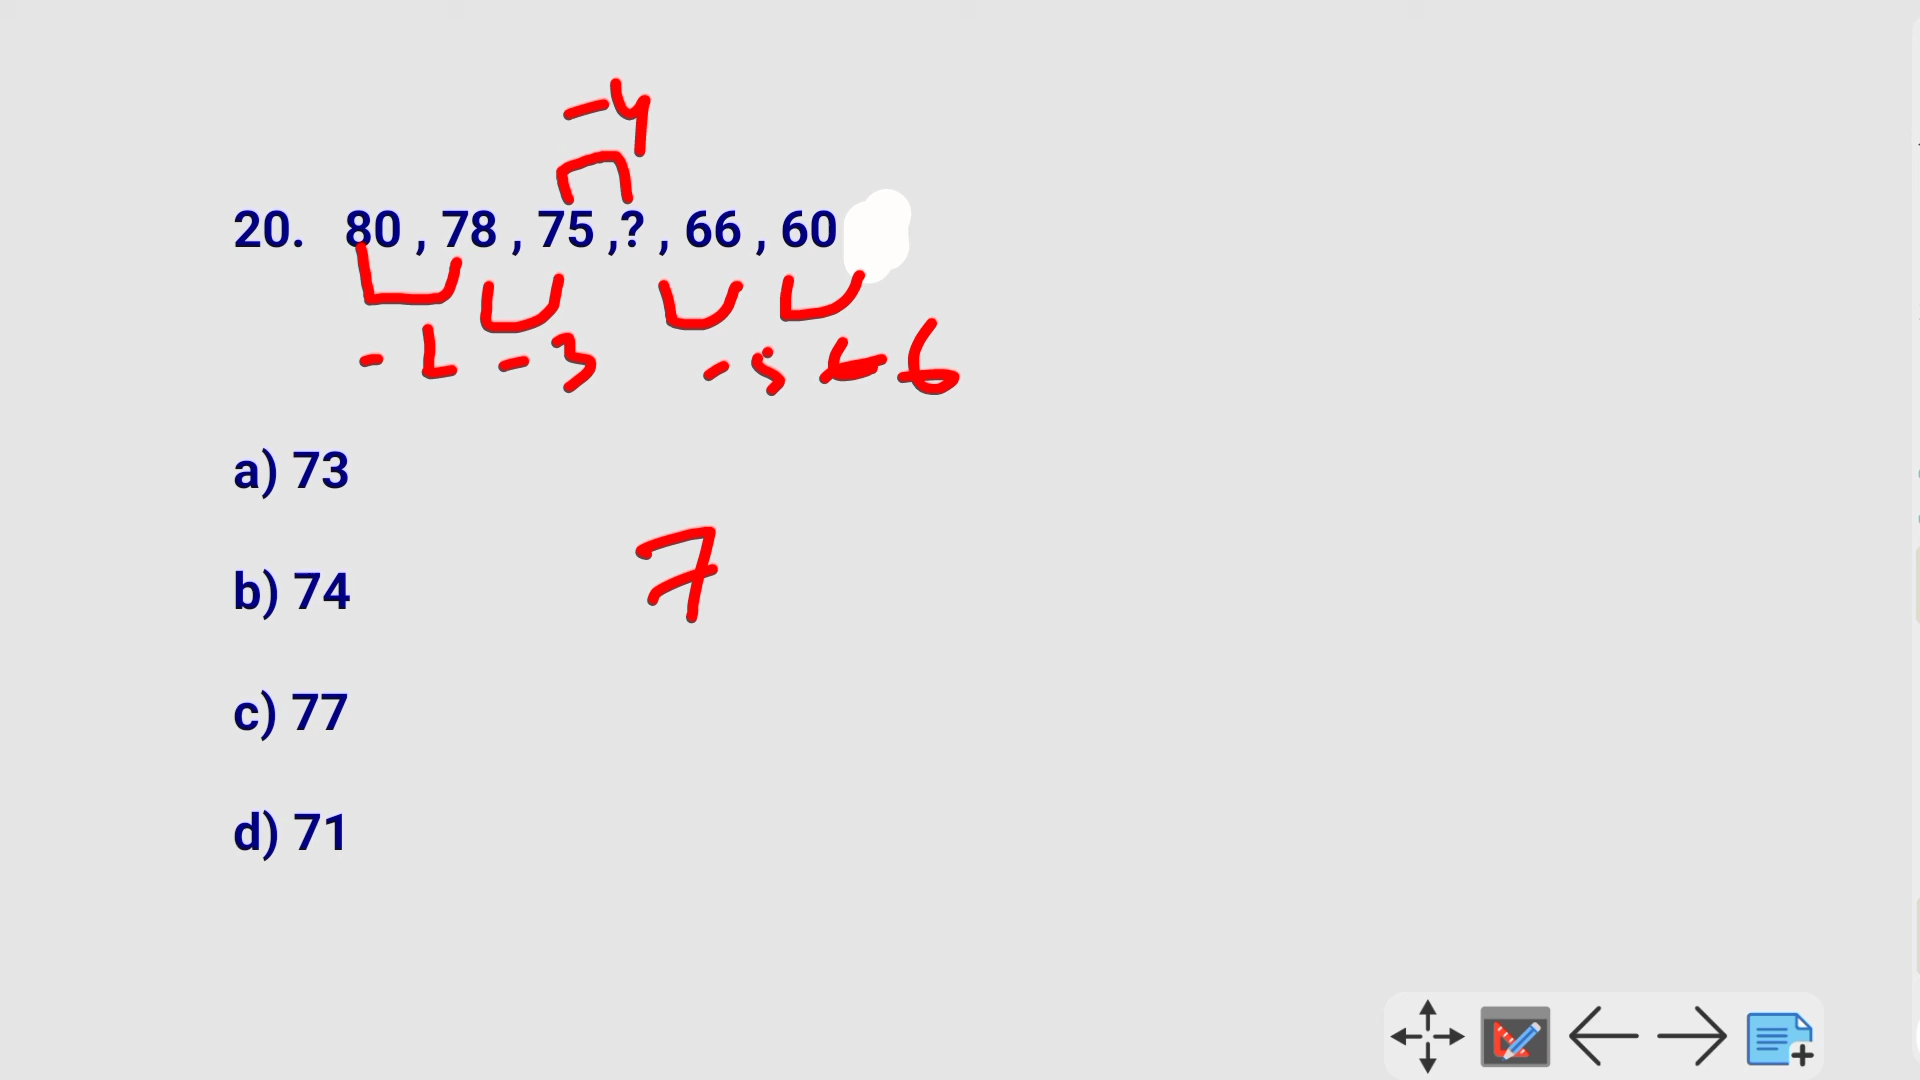 -4
20. 80 , 78 , 75 ,? , 66 , 60
-2 -3 -5 -6
a) 73
7
b) 74
c) 77
d) 71